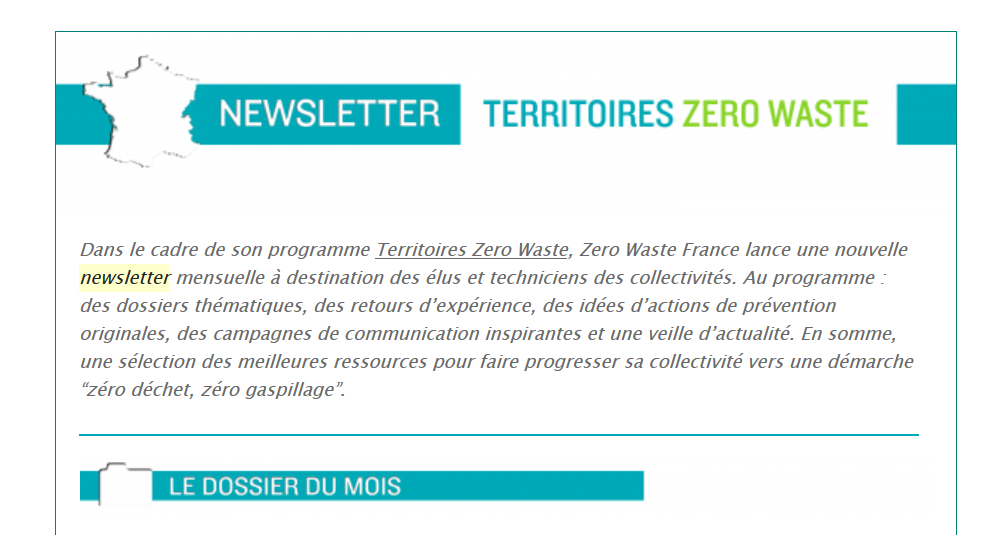 NEWSLETTER TERRITOIRES ZERO WASTE
Dans le cadre de son programme Territoires Zero Waste, Zero Waste France lance une nouvelle
newsletter mensuelle à destination des élus et techniciens des collectivités. Au programme :
des dossiers thématiques, des retours d’expérience, des idées d’actions de prévention
originales, des campagnes de communication inspirantes et une veille d’actualité. En somme,
une sélection des meilleures ressources pour faire progresser sa collectivité vers une démarche
“zéro déchet, zéro gaspillage”.
LE DOSSIER DU MOIS